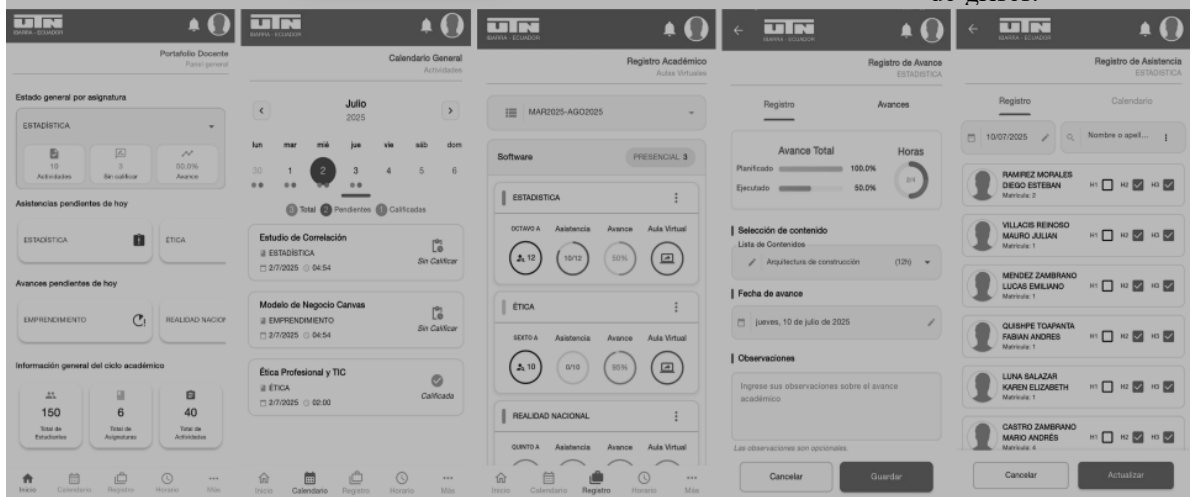 de grises.
UTN
IBARRA - ECUADOR
Portafolio Docente
Panel general
Estado general por asignatura
ESTADÍSTICA
10
Actividades
3
Sin calificar
50.0%
Avance
Asistencias pendientes de hoy
ESTADÍSTICA
ÉTICA
Avances pendientes de hoy
EMPRENDIMIENTO
REALIDAD NACION
Información general del ciclo académico
150
Total de
Estudiantes
6
Total de
Asignaturas
40
Total de
Actividades
Inicio Calendario Registro Horario Más
UTN
IBARRA - ECUADOR
Calendario General
Actividades
Julio
2025
lun mar mié jue vie sáb dom
30 1 2 3 4 5 6
3 Total 2 Pendientes 1 Calificadas
Estudio de Correlación
ESTADÍSTICA
2/7/2025 04:54
Sin Calificar
Modelo de Negocio Canvas
EMPRENDIMIENTO
2/7/2025 04:54
Sin Calificar
Ética Profesional y TIC
ÉTICA
2/7/2025 02:00
Calificada
Inicio Calendario Registro Horario Más
UTN
IBARRA - ECUADOR
Registro Académico
Aulas Virtuales
MAR2025-AGO2025
Software
PRESENCIAL 3
ESTADISTICA
OCTAVO A Asistencia Avance Aula Virtual
12 10/12 50%
ÉTICA
SEXTO A Asistencia Avance Aula Virtual
10 0/10 95%
REALIDAD NACIONAL
QUINTO A Asistencia Avance Aula Virtual
Inicio Calendario Registro Horario Más
UTN
IBARRA - ECUADOR
Registro de Avance
ESTADISTICA
Registro Avances
Avance Total
Planificado 100.0%
Ejecutado 50.0%
Horas
Selección de contenido
Lista de Contenidos
Arquitectura de construcción (12h)
Fecha de avance
jueves, 10 de julio de 2025
Observaciones
Ingrese sus observaciones sobre el avance
académico
Las observaciones son opcionales
Cancelar Guardar
UTN
IBARRA - ECUADOR
Registro de Asistencia
ESTADISTICA
Registro Calendario
10/07/2025
Nombre o apell...
RAMIREZ MORALES
DIEGO ESTEBAN
Matrícula: 2
H1 H2 H3
VILLACIS REINOSO
MAURO JULIAN
Matrícula: 1
H1 H2 H3
MENDEZ ZAMBRANO
LUCAS EMILIANO
Matrícula: 1
H1 H2 H3
QUISHPE TOAPANTA
FABIAN ANDRES
Matrícula: 1
H1 H2 H3
LUNA SALAZAR
KAREN ELIZABETH
Matrícula: 1
H1 H2 H3
CASTRO ZAMBRANO
MARIO ANDRÉS
Matrícula: 4
H1 H2 H3
Cancelar Actualizar